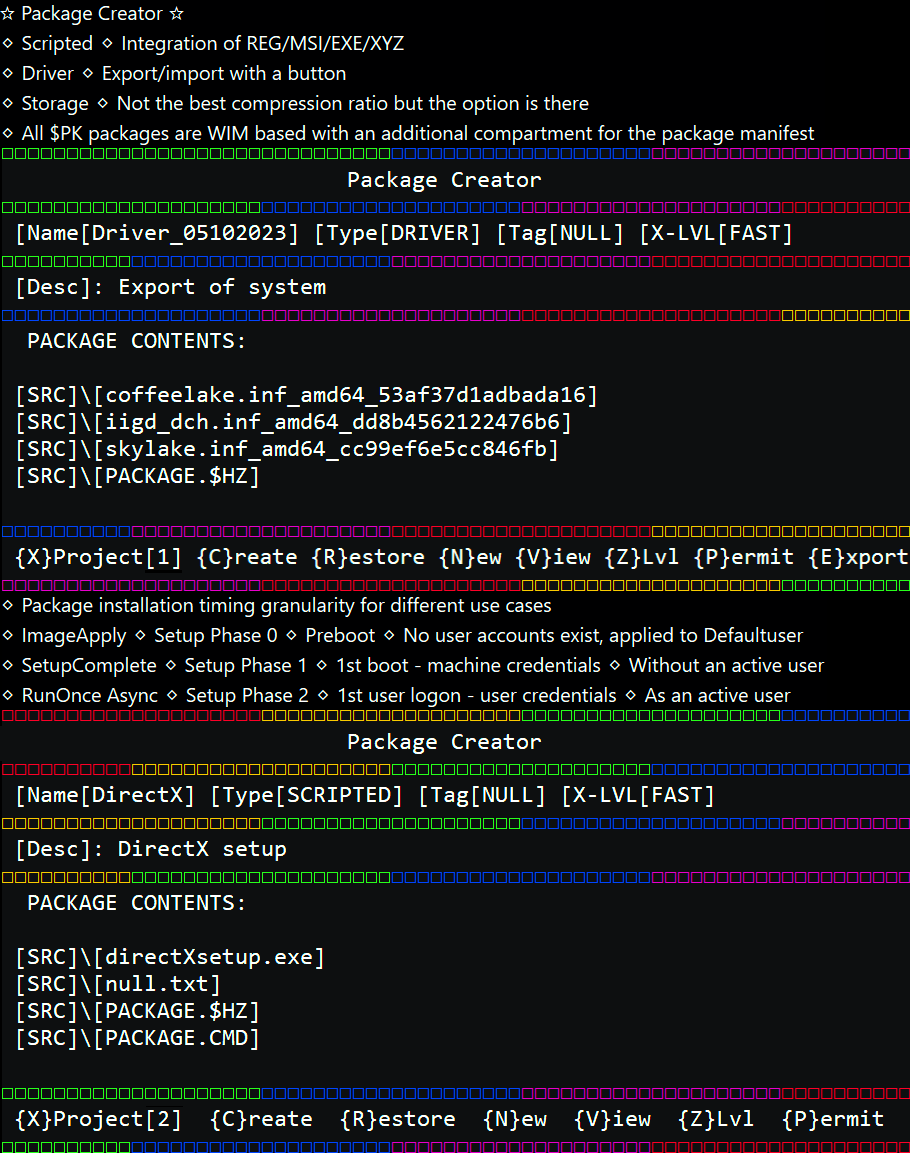 ☆ Package Creator ☆
⋄ Scripted ⋄ Integration of REG/MSI/EXE/XYZ
⋄ Driver ⋄ Export/import with a button
⋄ Storage ⋄ Not the best compression ratio but the option is there
⋄ All $PK packages are WIM based with an additional compartment for the package manifest
Package Creator
[Name[Driver_05102023] [Type[DRIVER] [Tag[NULL] [X-LVL[FAST]
[Desc]: Export of system
PACKAGE CONTENTS:
[SRC]\[coffeelake.inf_amd64_53af37d1adbada16]
[SRC]\[iigd_dch.inf_amd64_dd8b4562122476b6]
[SRC]\[skylake.inf_amd64_cc99ef6e5cc846fb]
[SRC]\[PACKAGE.$HZ]
{X}Project[1] {C}reate {R}estore {N}ew {V}iew {Z}Lvl {P}ermit {E}xport
⋄ Package installation timing granularity for different use cases
⋄ ImageApply ⋄ Setup Phase 0 ⋄ Preboot ⋄ No user accounts exist, applied to Defaultuser
⋄ SetupComplete ⋄ Setup Phase 1 ⋄ 1st boot - machine credentials ⋄ Without an active user
⋄ RunOnce Async ⋄ Setup Phase 2 ⋄ 1st user logon - user credentials ⋄ As an active user
Package Creator
[Name[DirectX] [Type[SCRIPTED] [Tag[NULL] [X-LVL[FAST]
[Desc]: DirectX setup
PACKAGE CONTENTS:
[SRC]\[directXsetup.exe]
[SRC]\[null.txt]
[SRC]\[PACKAGE.$HZ]
[SRC]\[PACKAGE.CMD]
{X}Project[2] {C}reate {R}estore {N}ew {V}iew {Z}Lvl {P}ermit